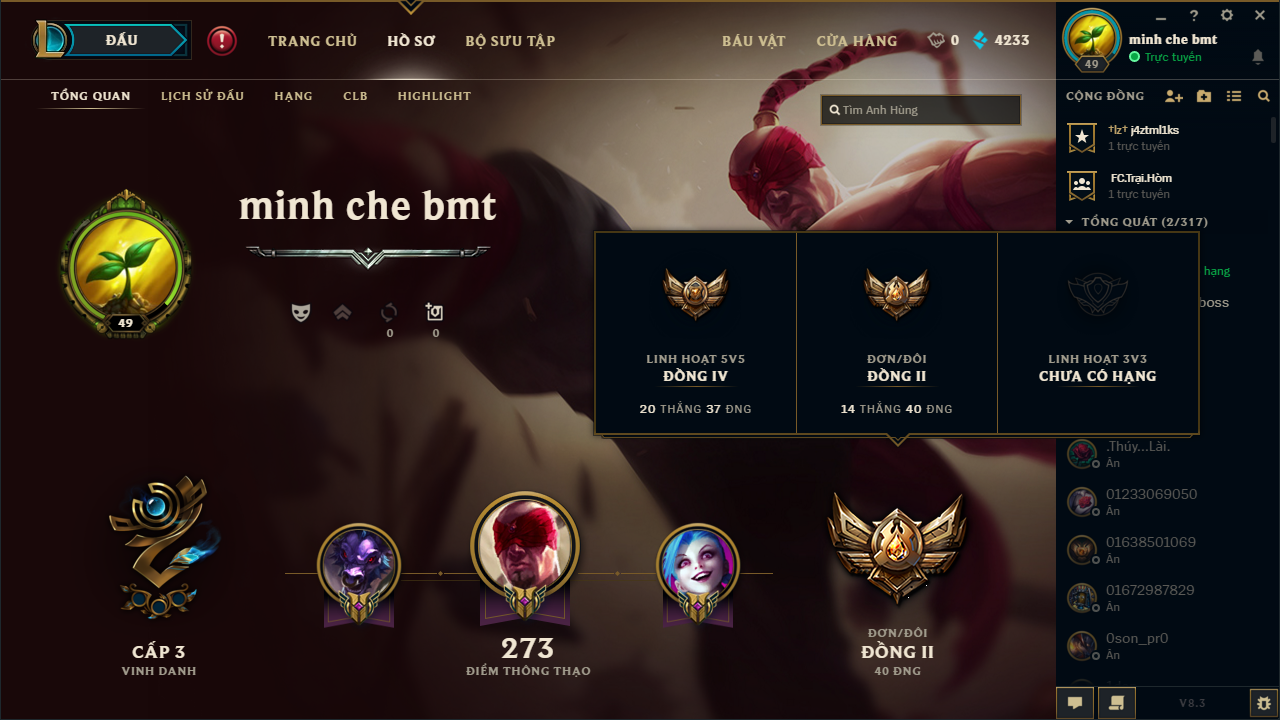 ĐẤU
TRANG CHỦ
HỒ SƠ
BỘ SƯU TẬP
BÁU VẬT
CỬA HÀNG
0
4233
minh che bmt
Trực tuyến
49
TỔNG QUAN
LỊCH SỬ ĐẤU
HẠNG
CLB
HIGHLIGHT
Tìm Anh Hùng
CỘNG ĐỒNG
†lz† j4ztml1ks
1 trực tuyến
FC.Trại.Hòm
1 trực tuyến
TỔNG QUÁT (2/317)
hạng
boss
minh che bmt
49
0
0
LINH HOẠT 5V5
ĐỒNG IV
20 THẮNG 37 ĐNG
ĐƠN/ĐÔI
ĐỒNG II
14 THẮNG 40 ĐNG
LINH HOẠT 3V3
CHƯA CÓ HẠNG
.Thúy...Lài.
Ẩn
01233069050
Ẩn
01638501069
Ẩn
01672987829
Ẩn
0son_pr0
Ẩn
CẤP 3
VINH DANH
273
ĐIỂM THÔNG THẠO
ĐƠN/ĐÔI
ĐỒNG II
40 ĐNG
V8.3